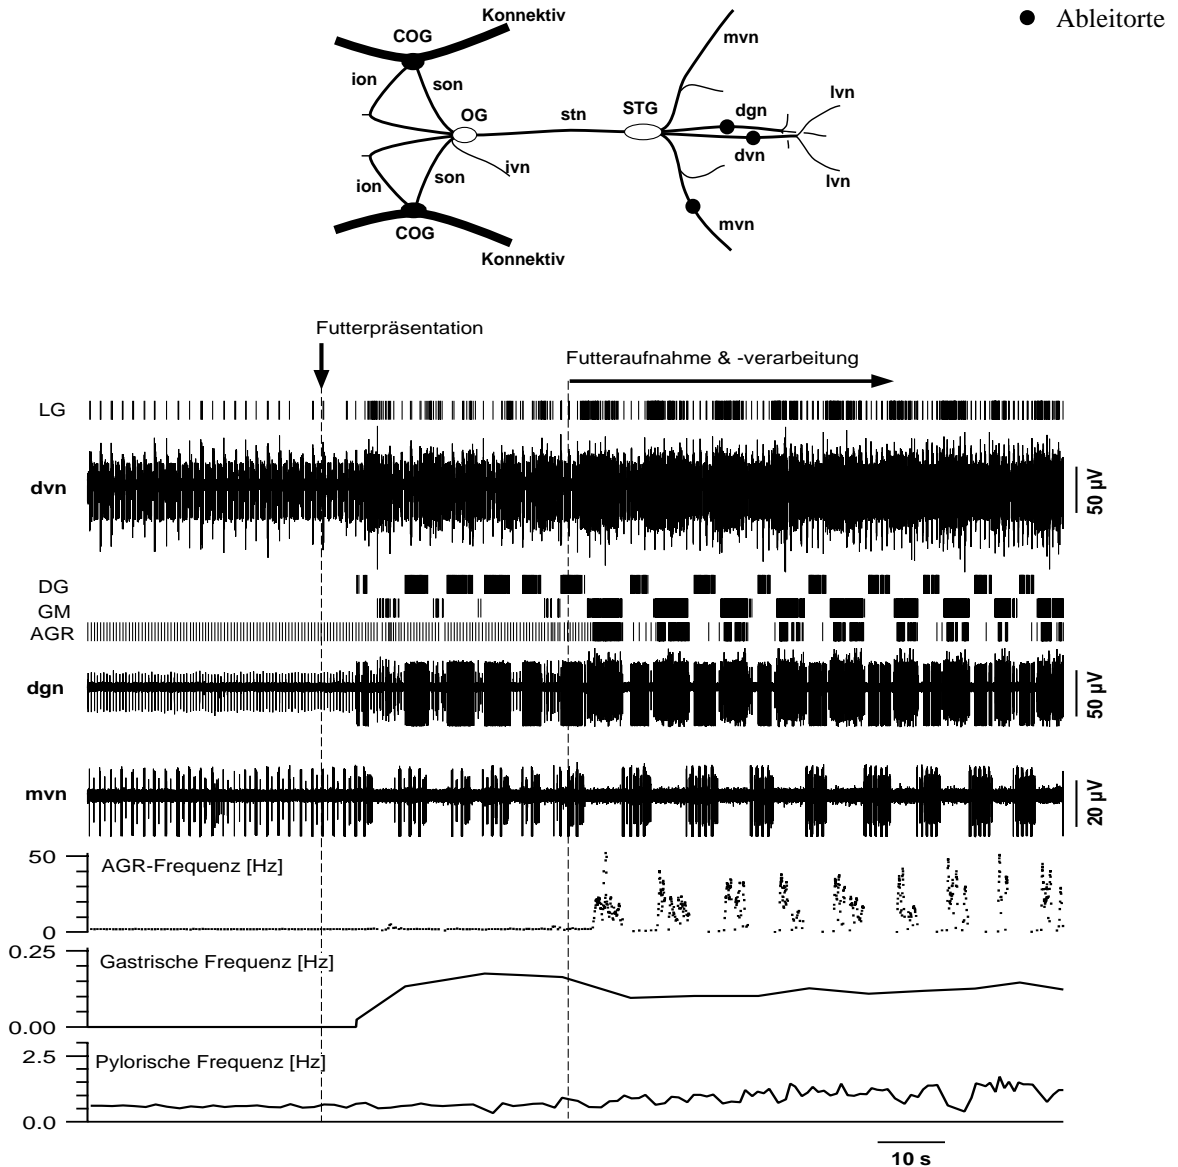 Konnektiv
Ableitorte
COG
mvn
ion
son
lvn
OG
stn
STG
dgn
dvn
ivn
ion
son
lvn
COG
mvn
Konnektiv
Futterpräsentation
Futteraufnahme & -verarbeitung
LG
dvn
50 µV
DG
GM
AGR
dgn
50 µV
mvn
20 µV
50
AGR-Frequenz [Hz]
0
0.25
Gastrische Frequenz [Hz]
0.00
2.5
Pylorische Frequenz [Hz]
0.0
10 s